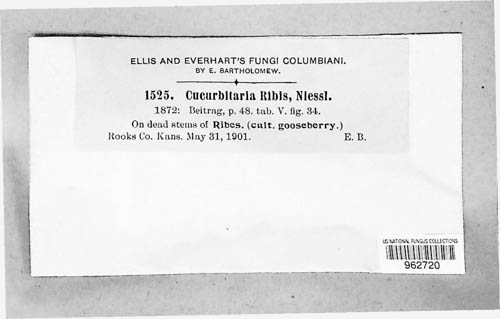 ELLIS AND EVERHART'S FUNGI COLUMBIANI.
BY E. BARTHOLOMEW.
1525. Cucurbitaria Ribis, Niessl.
1872: Beitrag, p. 48. tab. V. fig. 34.
On dead stems of Ribes. (cult. gooseberry.)
Rooks Co. Kans. May 31, 1901. E. B.
US NATIONAL FUNGUS COLLECTIONS
962720